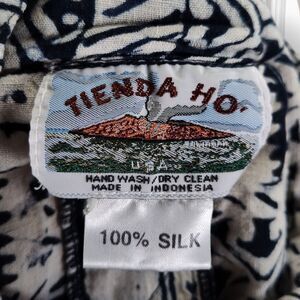 TIENDA HO.
U.S.A.
HAND WASH/DRY CLEAN
MADE IN INDONESIA
100% SILK